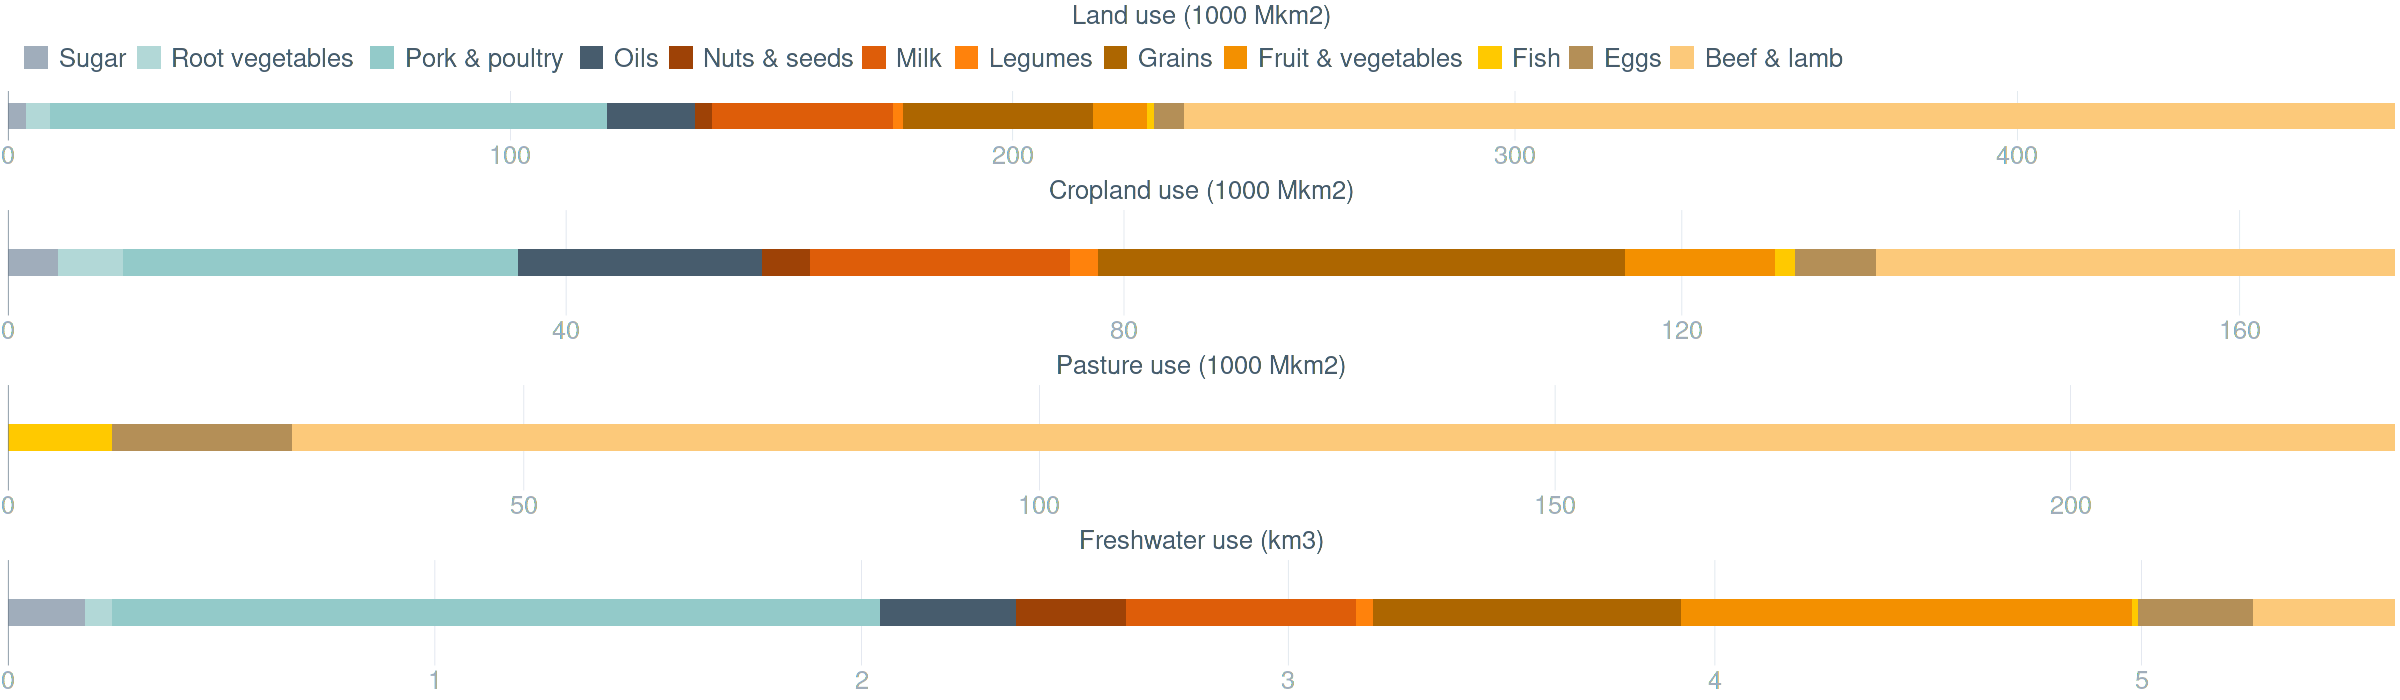 Land use (1000 Mkm2)
Sugar Root vegetables Pork & poultry Oils Nuts & seeds Milk Legumes Grains Fruit & vegetables Fish Eggs Beef & lamb
0 100 200 300 400
Cropland use (1000 Mkm2)
0 40 80 120 160
Pasture use (1000 Mkm2)
0 50 100 150 200
Freshwater use (km3)
0 1 2 3 4 5